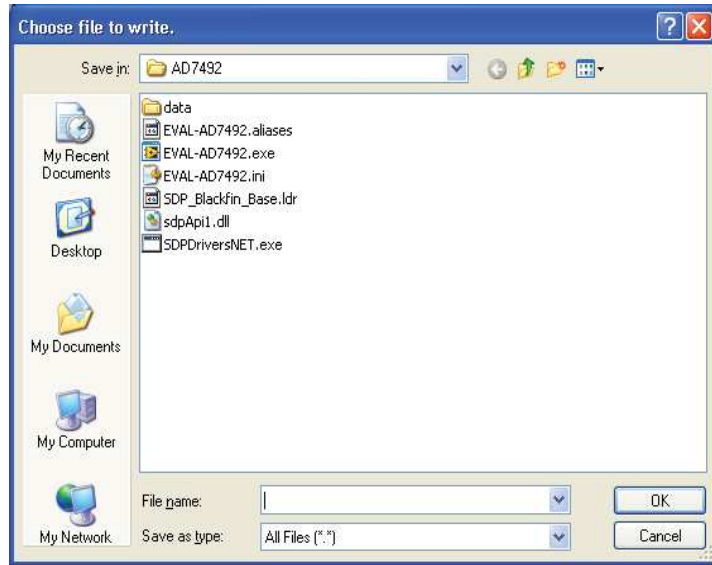 Choose file to write.
Save in: AD7492
My Recent
Documents
Desktop
My Documents
My Computer
My Network
data
EVAL-AD7492.aliases
EVAL-AD7492.exe
EVAL-AD7492.ini
SDP_Blackfin_Base.ldr
sdpApi1.dll
SDPDriversNET.exe
File name: OK
Save as type: All Files (*.*) Cancel